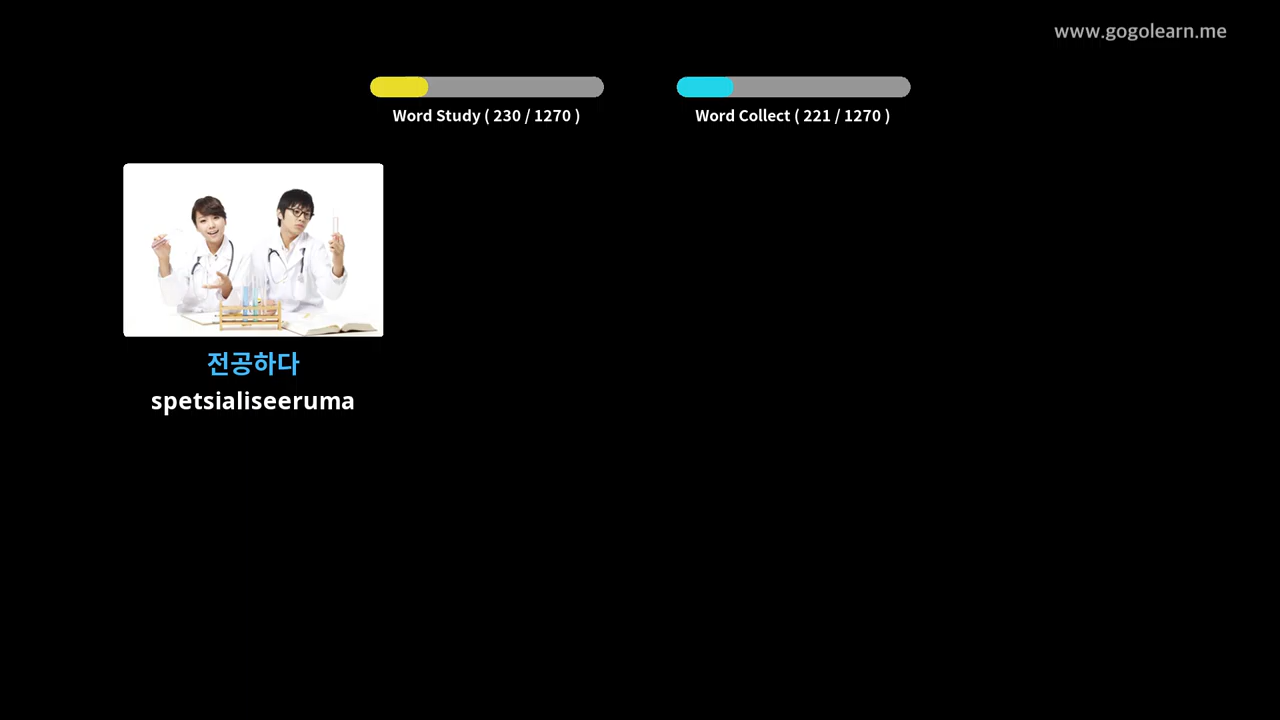 www.gogolearn.me
Word Study ( 230 / 1270 )
Word Collect ( 221 / 1270 )
전공하다
spetsialiseeruma